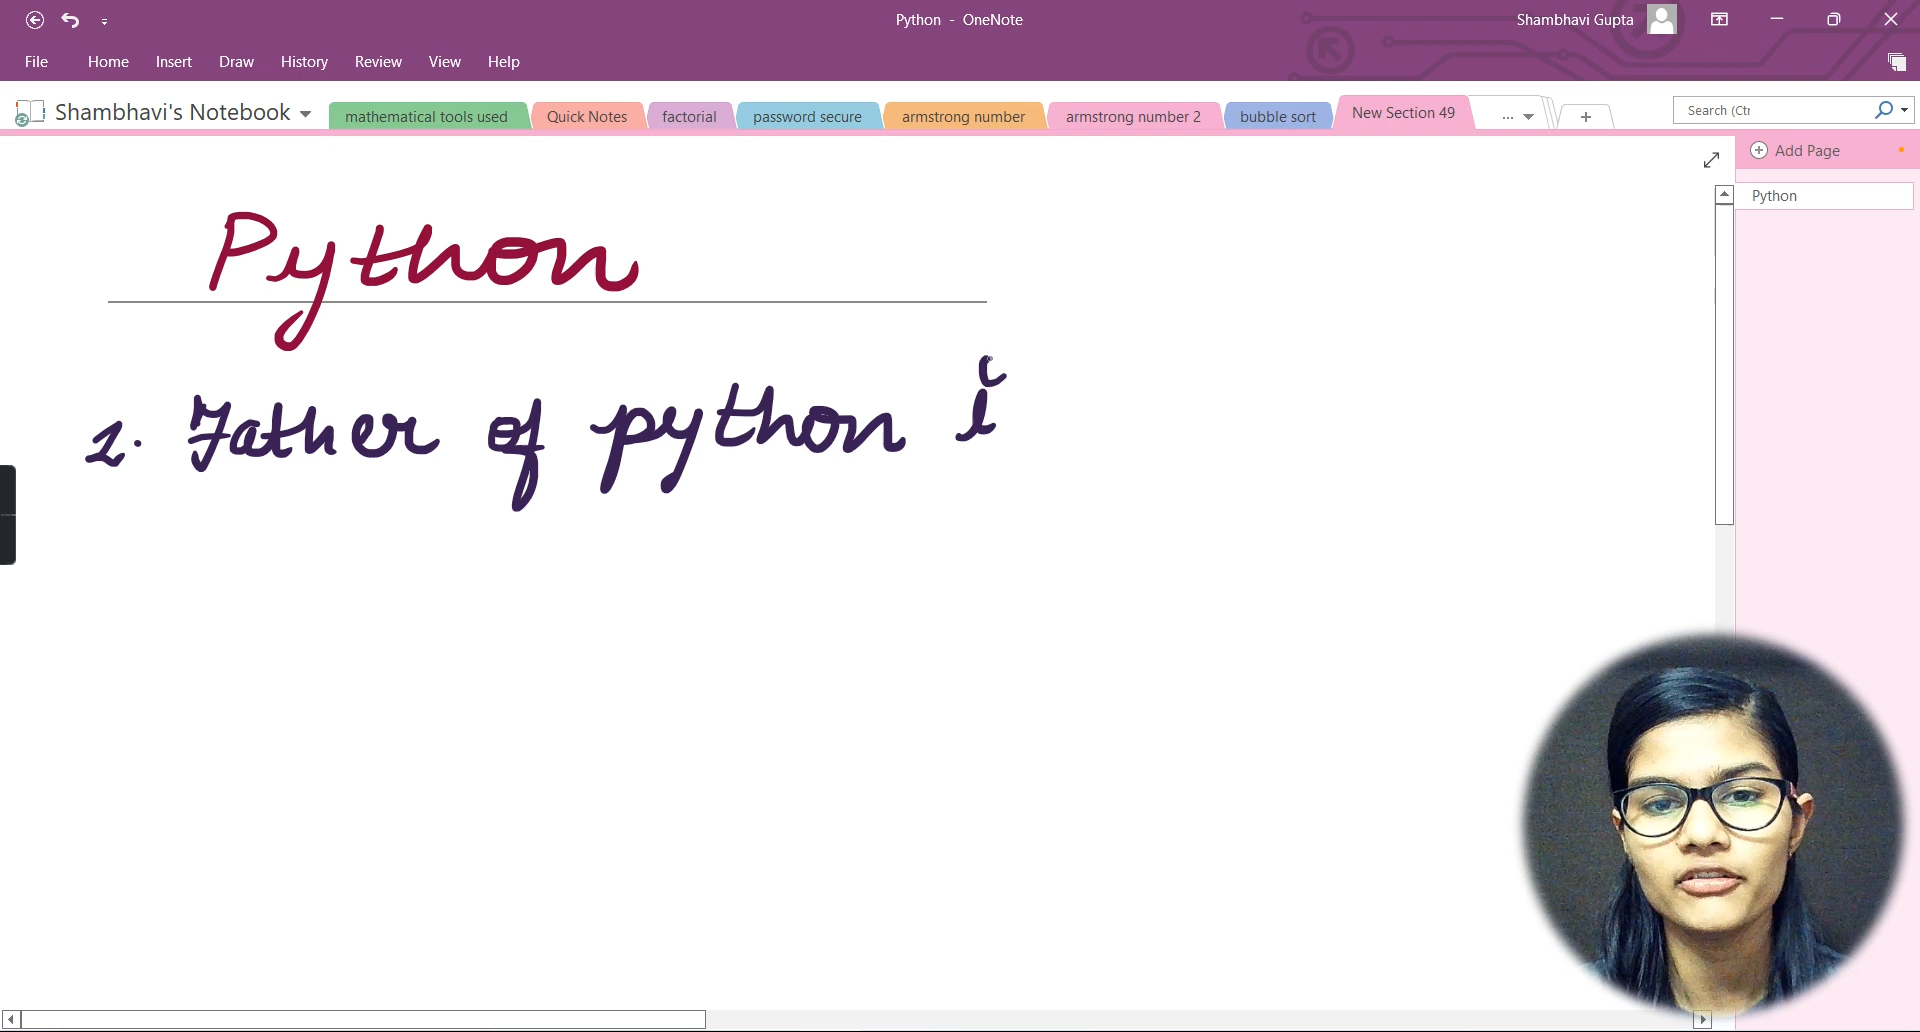 Python - OneNote
Shambhavi Gupta
File Home Insert Draw History Review View Help
Shambhavi's Notebook
mathematical tools used
Quick Notes
factorial
password secure
armstrong number
armstrong number 2
bubble sort
New Section 49
...
Search (Ctr
Add Page
Python
Python
1. Father of python